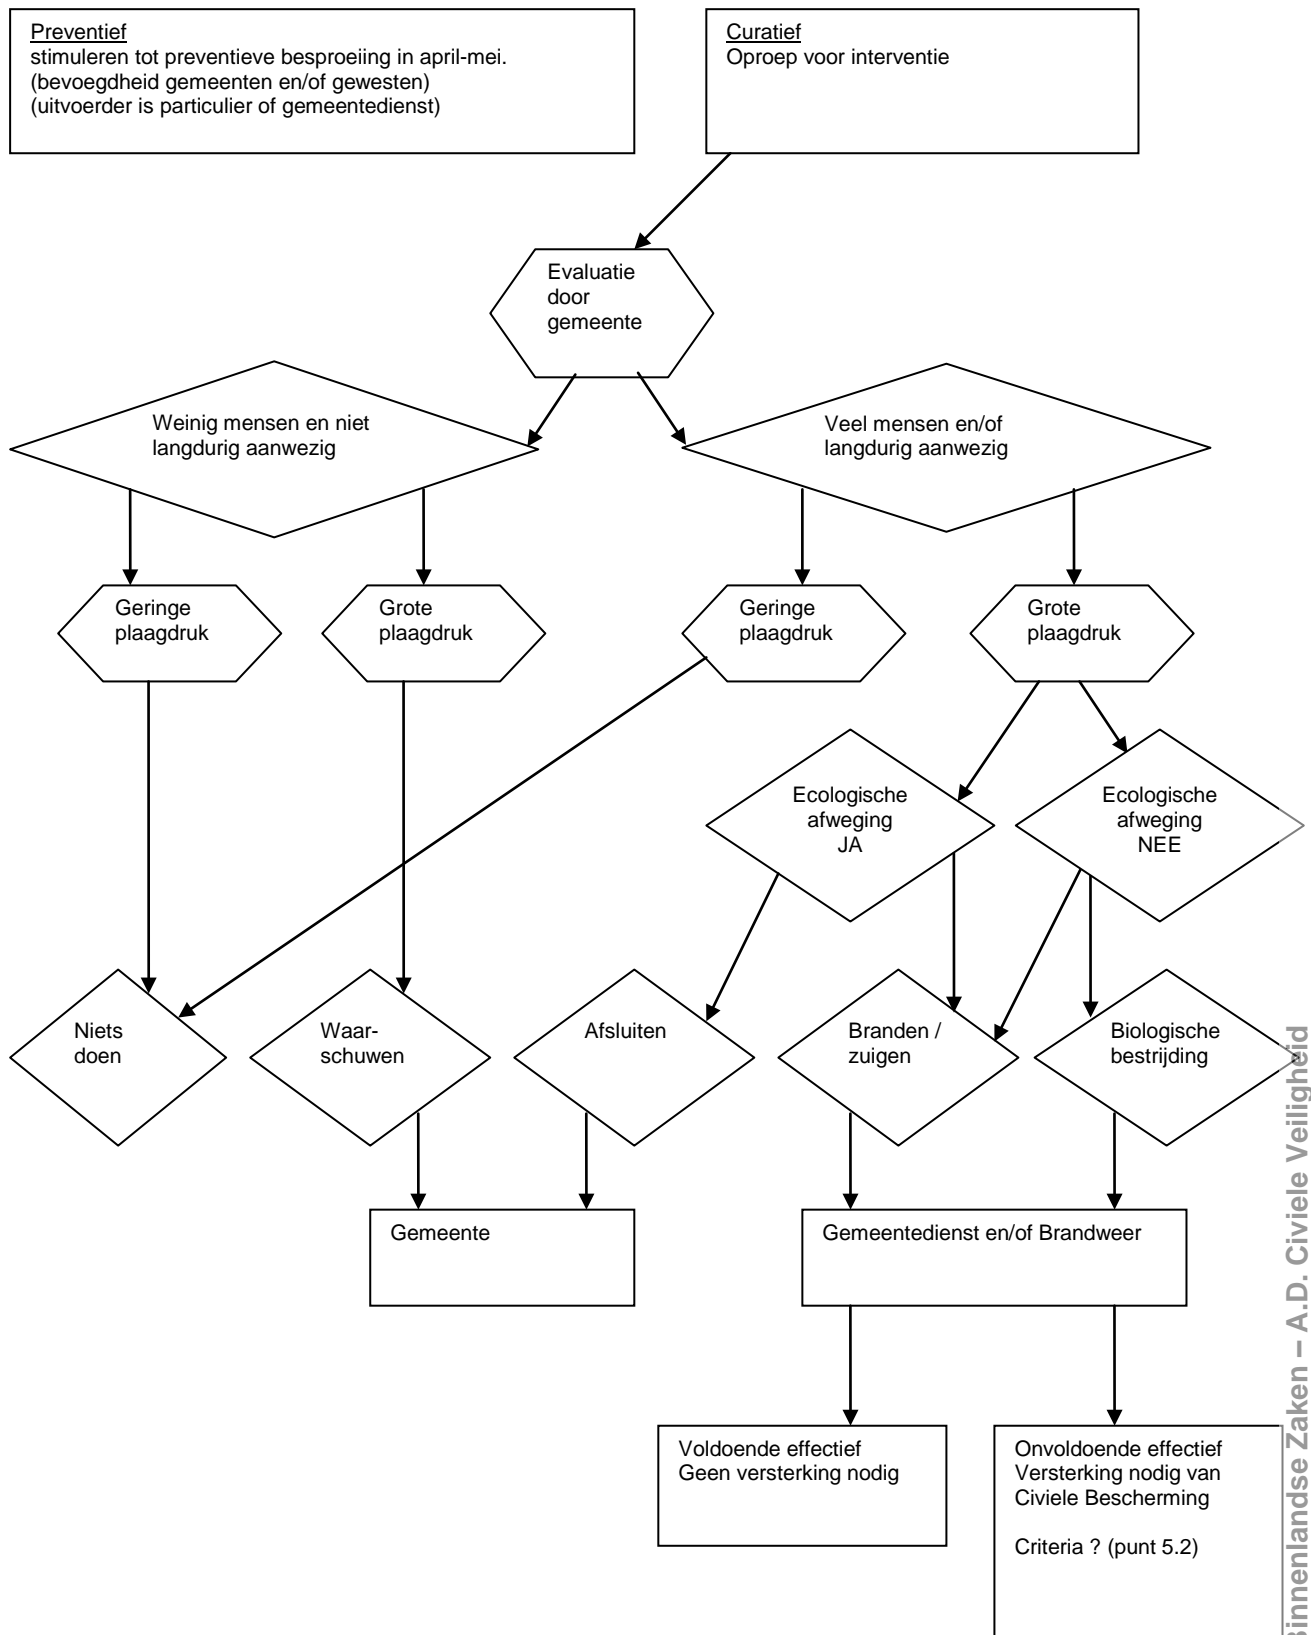 Preventief
stimuleren tot preventieve besproeiing in april-mei.
(bevoegdheid gemeenten en/of gewesten)
(uitvoerder is particulier of gemeentedienst)
Curatief
Oproep voor interventie
Evaluatie
door
gemeente
Weinig mensen en niet
langdurig aanwezig
Veel mensen en/of
langdurig aanwezig
Geringe
plaagdruk
Grote
plaagdruk
Geringe
plaagdruk
Grote
plaagdruk
Ecologische
afweging
JA
Ecologische
afweging
NEE
Niets
doen
Waar-
schuwen
Afsluiten
Branden /
zuigen
Biologische
bestrijding
Gemeente
Gemeentedienst en/of Brandweer
Voldoende effectief
Geen versterking nodig
Onvoldoende effectief
Versterking nodig van
Civiele Bescherming
Criteria ? (punt 5.2)
Binnenlandse Zaken – A.D. Civiele Veiligheid